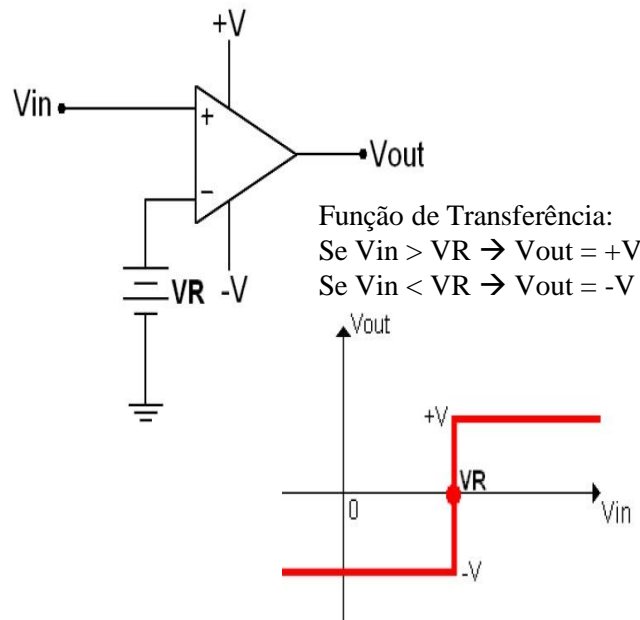 +V
Vin
+
Vout
−
Função de Transferência:
Se Vin > VR → Vout = +V
VR -V
Se Vin < VR → Vout = -V
Vout
+V
VR
0
Vin
-V